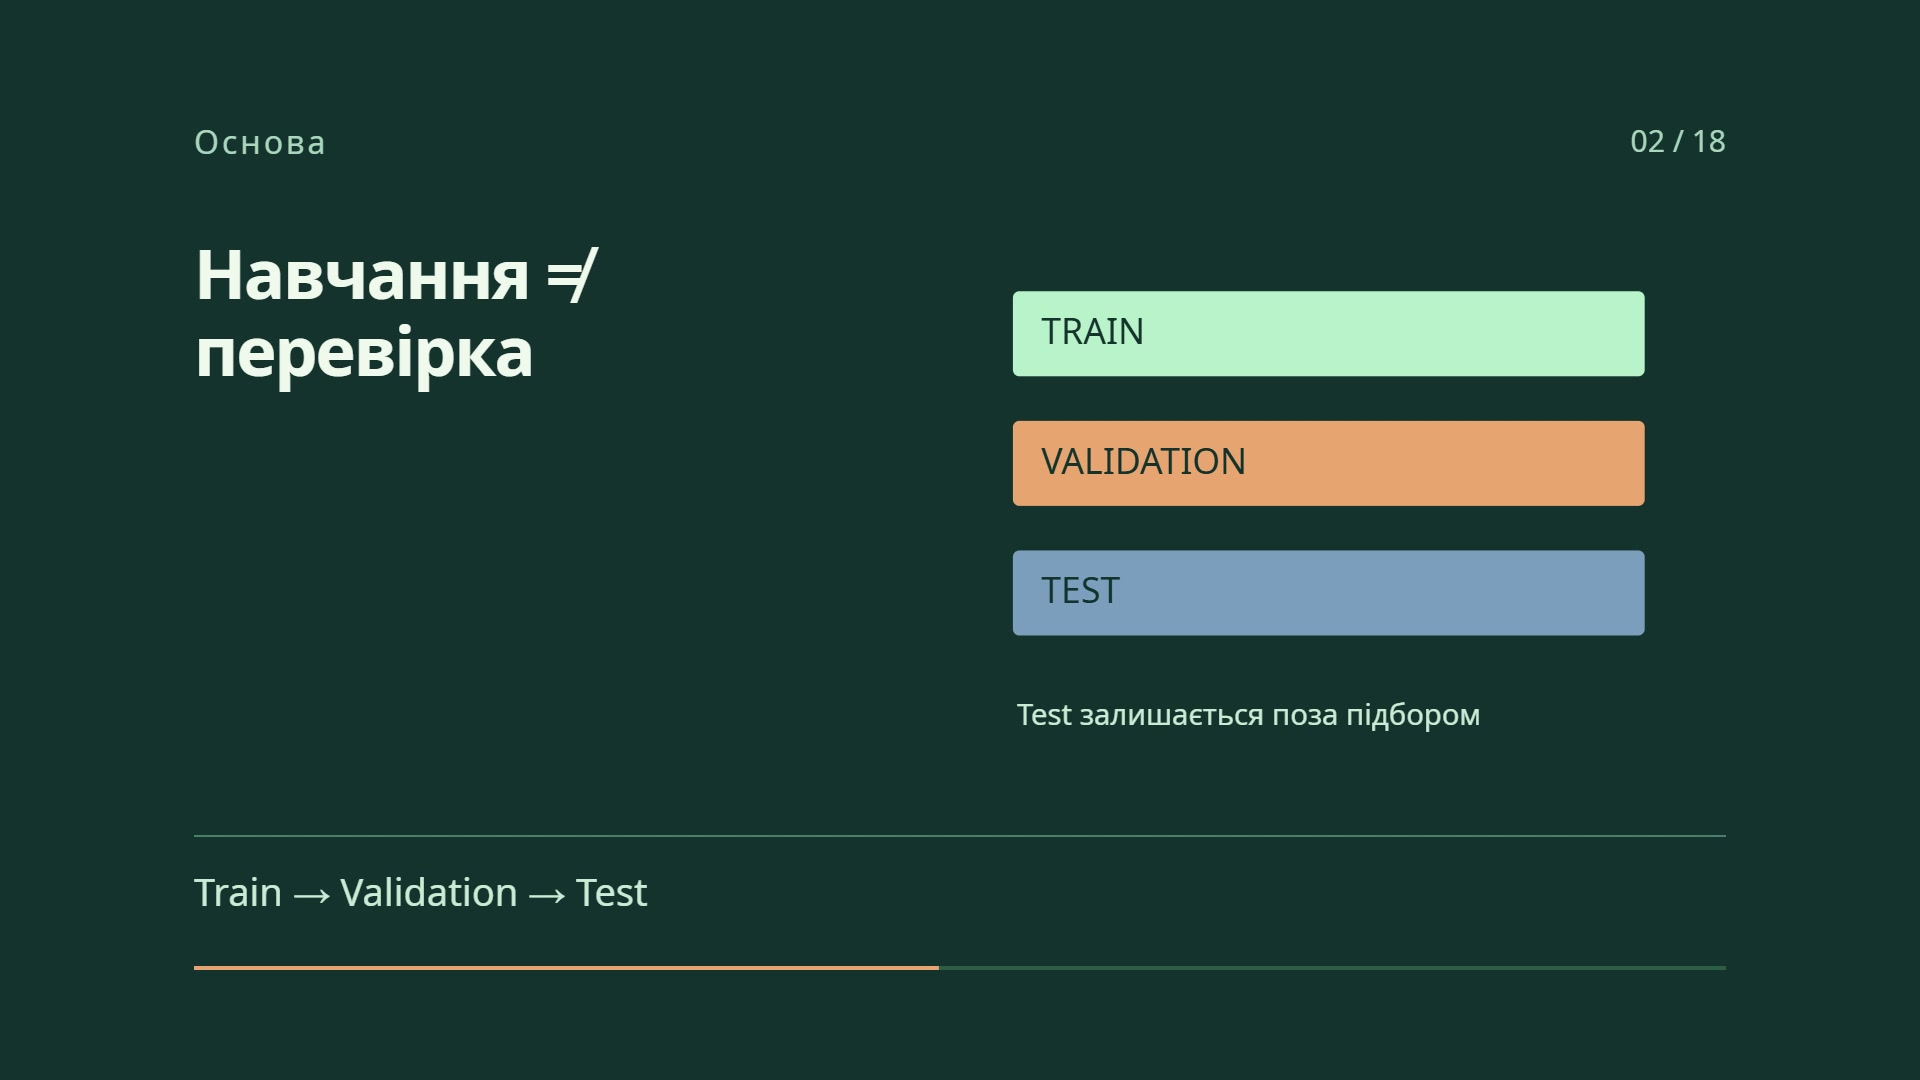 Основа
02 / 18
Навчання ≠
перевірка
TRAIN
VALIDATION
TEST
Test залишається поза підбором
Train → Validation → Test